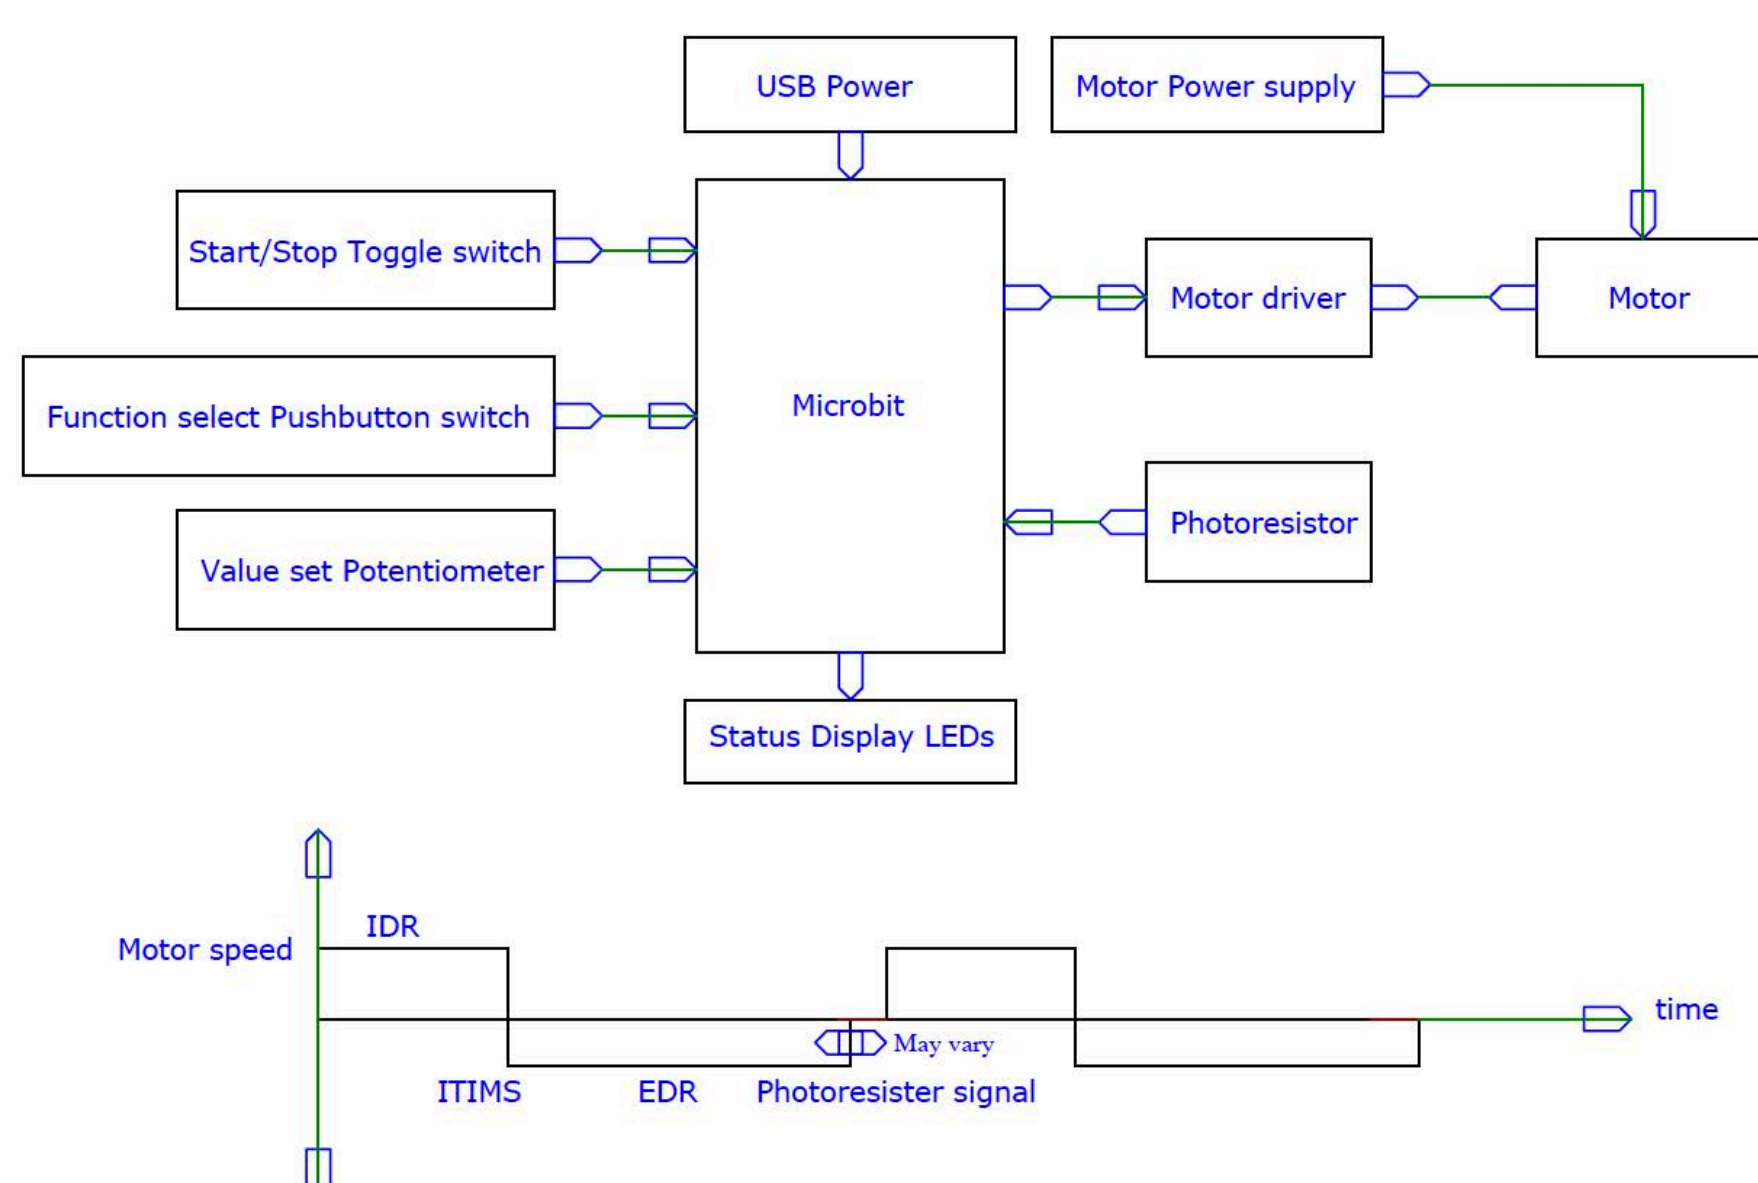 USB Power
Motor Power supply
Start/Stop Toggle switch
Motor driver
Motor
Function select Pushbutton switch
Microbit
Photoresistor
Value set Potentiometer
Status Display LEDs
IDR
Motor speed
time
May vary
ITIMS
EDR
Photoresister signal